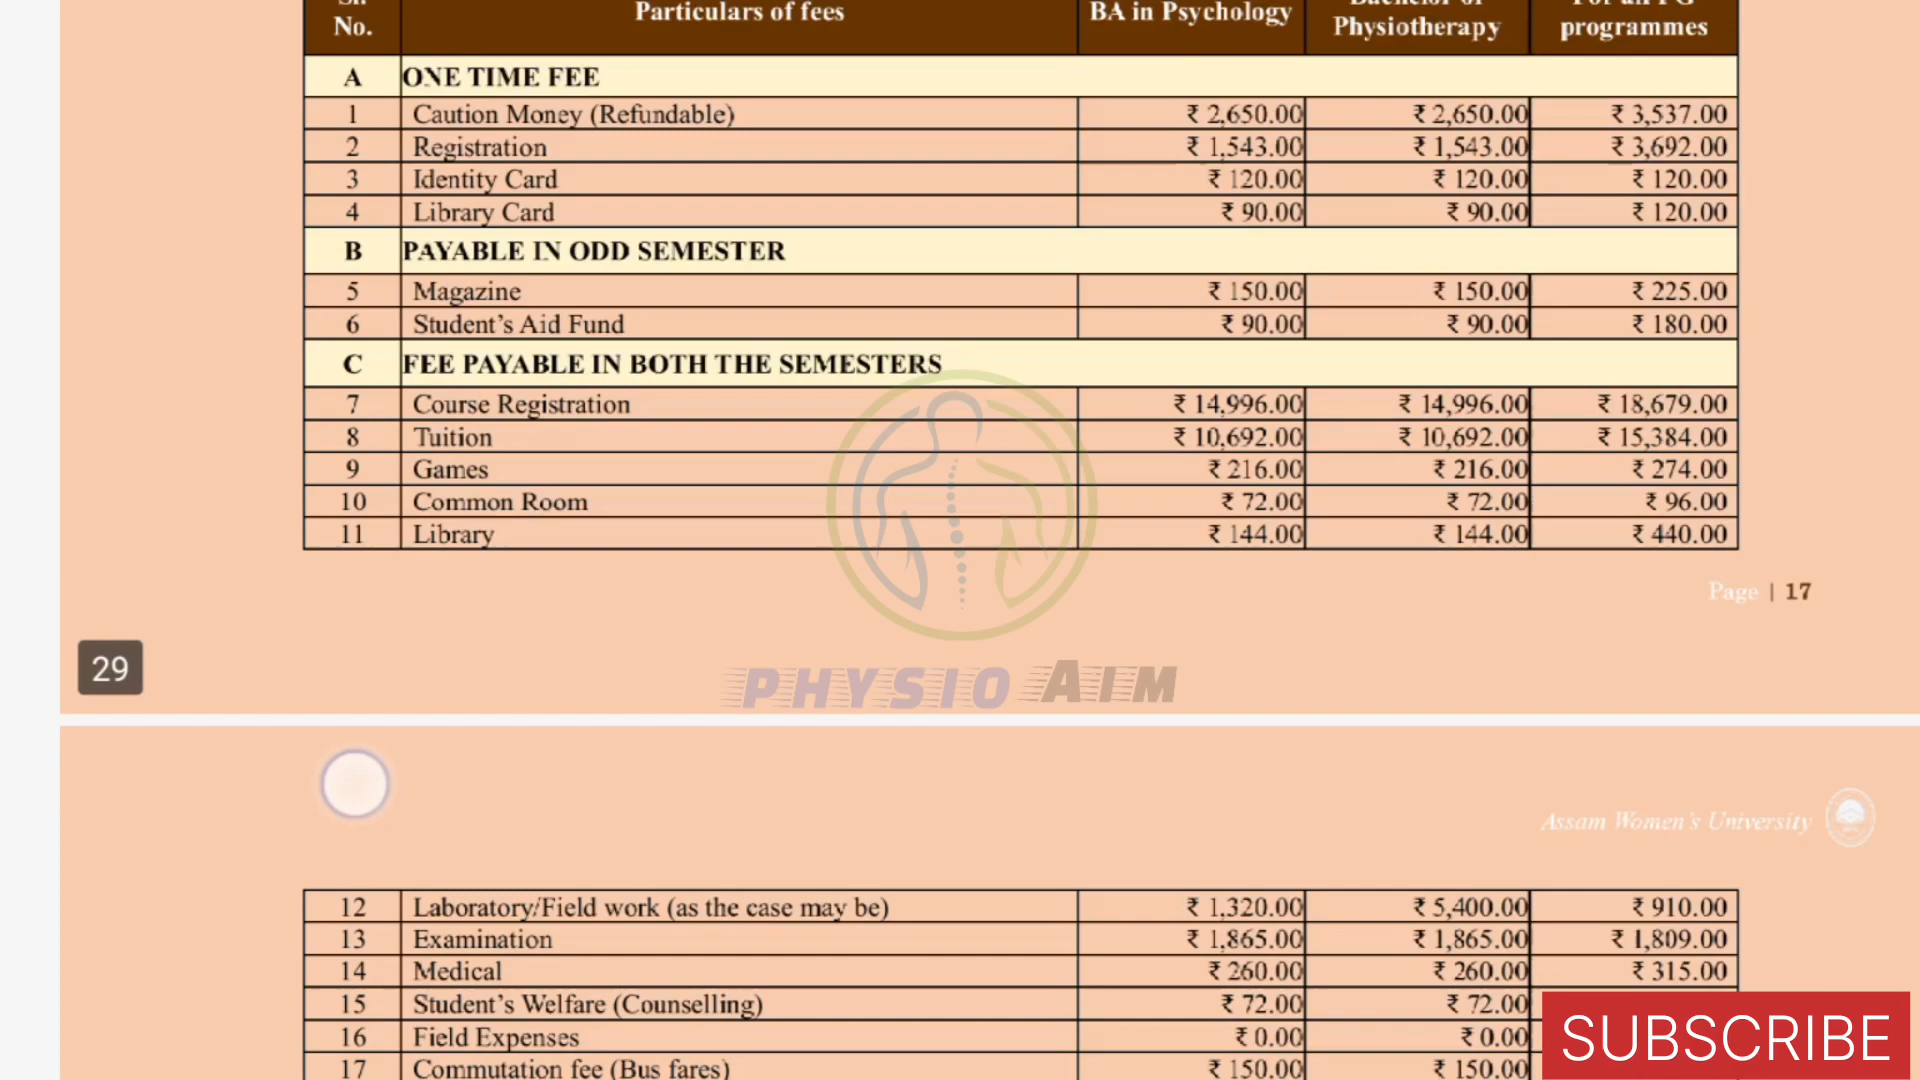 No. Particulars of fees BA in Psychology Physiotherapy programmes
A ONE TIME FEE
1 Caution Money (Refundable) ₹ 2,650.00 ₹ 2,650.00 ₹ 3,537.00
2 Registration ₹ 1,543.00 ₹ 1,543.00 ₹ 3,692.00
3 Identity Card ₹ 120.00 ₹ 120.00 ₹ 120.00
4 Library Card ₹ 90.00 ₹ 90.00 ₹ 120.00
B PAYABLE IN ODD SEMESTER
5 Magazine ₹ 150.00 ₹ 150.00 ₹ 225.00
6 Student’s Aid Fund ₹ 90.00 ₹ 90.00 ₹ 180.00
C FEE PAYABLE IN BOTH THE SEMESTERS
7 Course Registration ₹ 14,996.00 ₹ 14,996.00 ₹ 18,679.00
8 Tuition ₹ 10,692.00 ₹ 10,692.00 ₹ 15,384.00
9 Games ₹ 216.00 ₹ 216.00 ₹ 274.00
10 Common Room ₹ 72.00 ₹ 72.00 ₹ 96.00
11 Library ₹ 144.00 ₹ 144.00 ₹ 440.00
Page | 17
29
PHYSIO AIM
Assam Women’s University
12 Laboratory/Field work (as the case may be) ₹ 1,320.00 ₹ 5,400.00 ₹ 910.00
13 Examination ₹ 1,865.00 ₹ 1,865.00 ₹ 1,809.00
14 Medical ₹ 260.00 ₹ 260.00 ₹ 315.00
15 Student’s Welfare (Counselling) ₹ 72.00 ₹ 72.00
16 Field Expenses ₹ 0.00 ₹ 0.00
17 Commutation fee (Bus fares) ₹ 150.00 ₹ 150.00
SUBSCRIBE